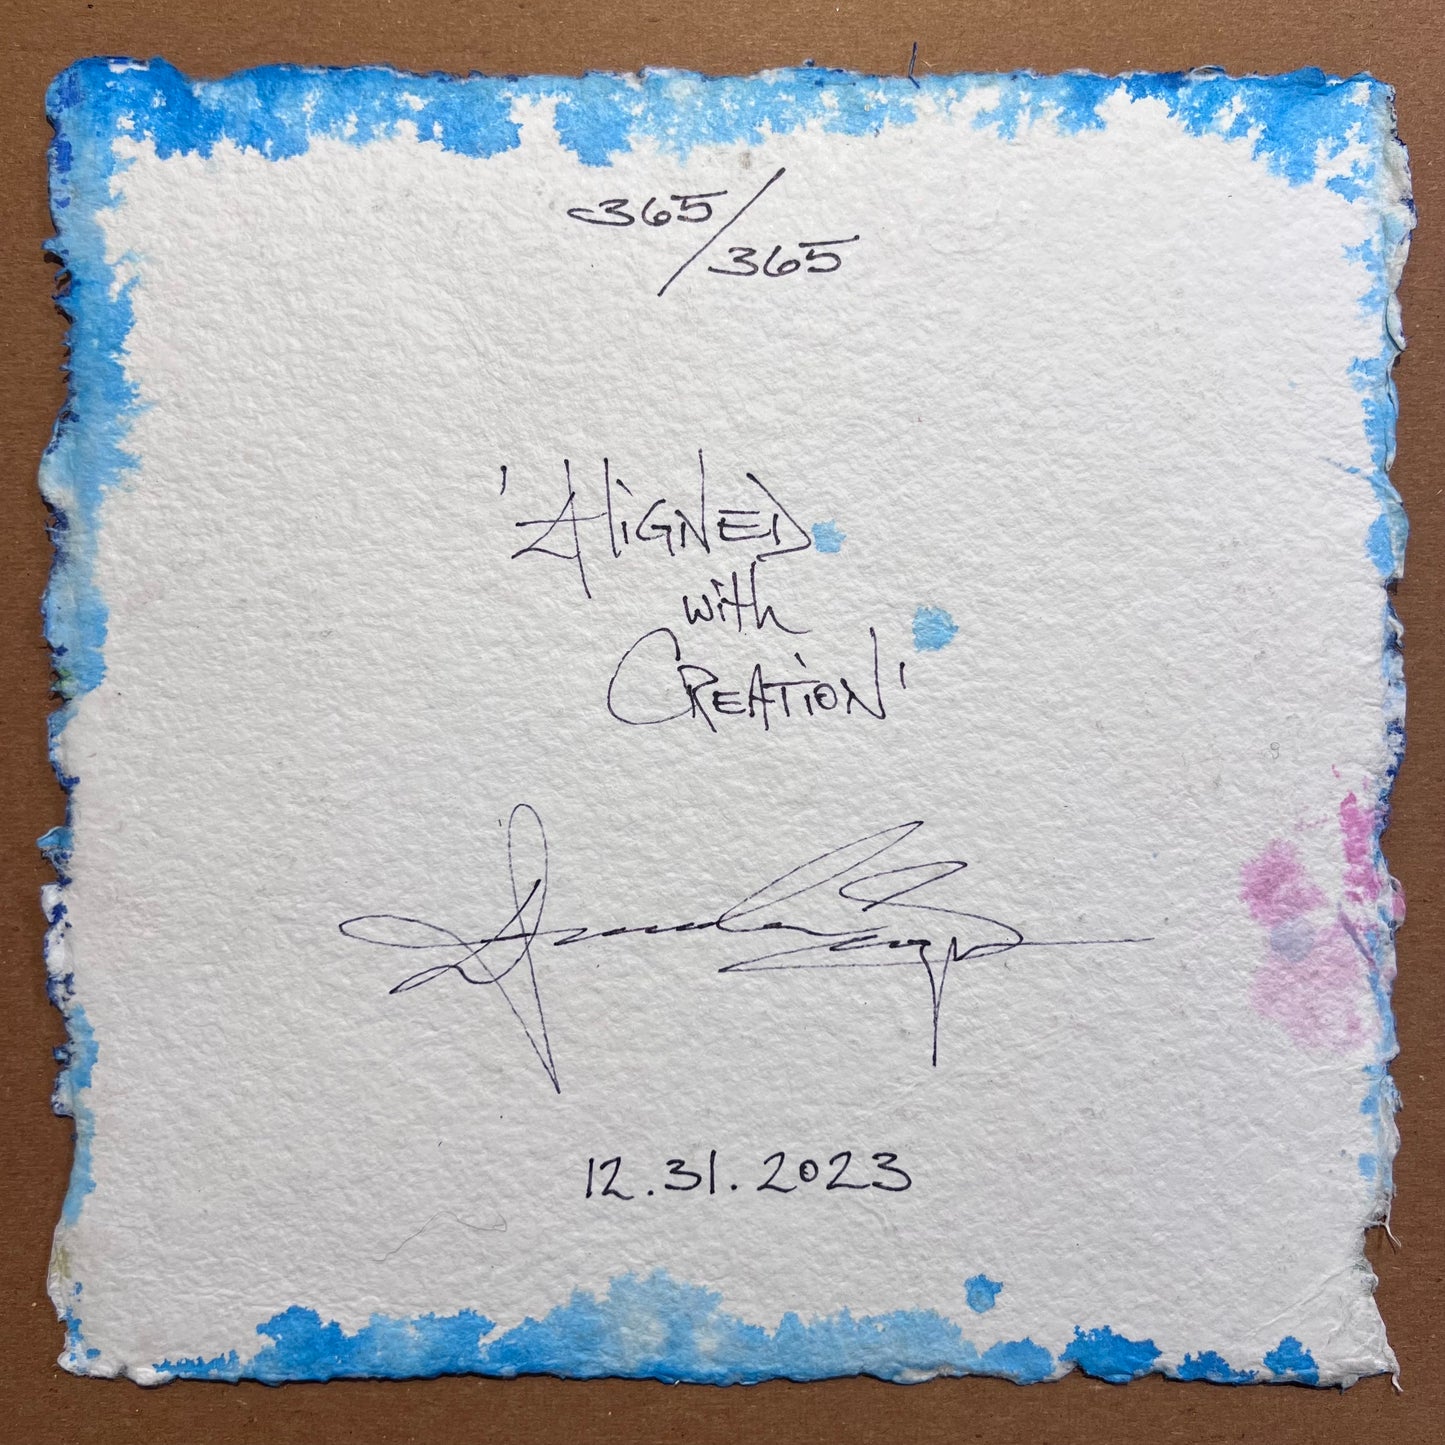 365/365
'ALiGNED
with
CREATiON'
12.31.2023